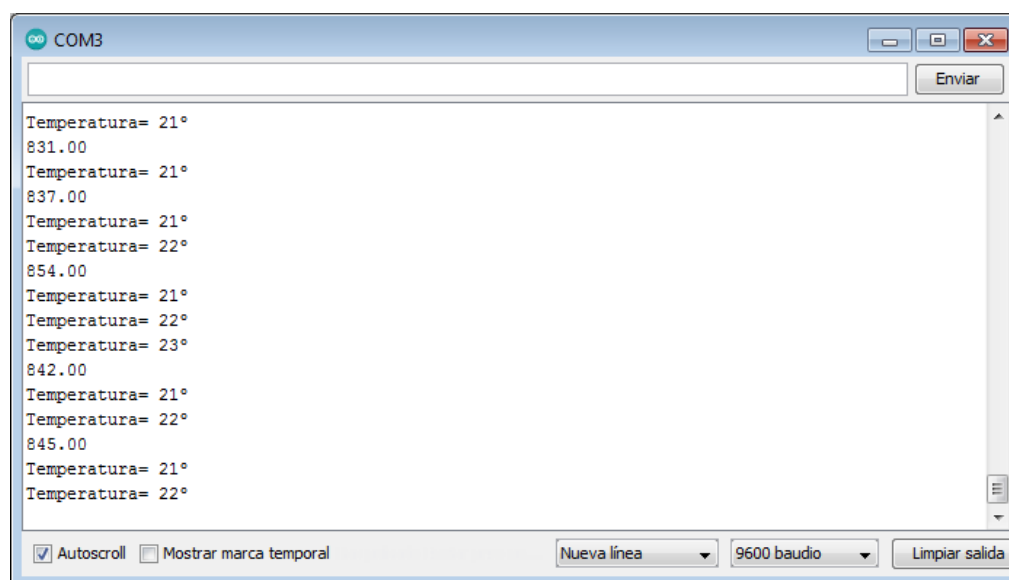 COM3
Enviar
Temperatura= 21°
831.00
Temperatura= 21°
837.00
Temperatura= 21°
Temperatura= 22°
854.00
Temperatura= 21°
Temperatura= 22°
Temperatura= 23°
842.00
Temperatura= 21°
Temperatura= 22°
845.00
Temperatura= 21°
Temperatura= 22°
Autoscroll Mostrar marca temporal Nueva línea 9600 baudio Limpiar salida